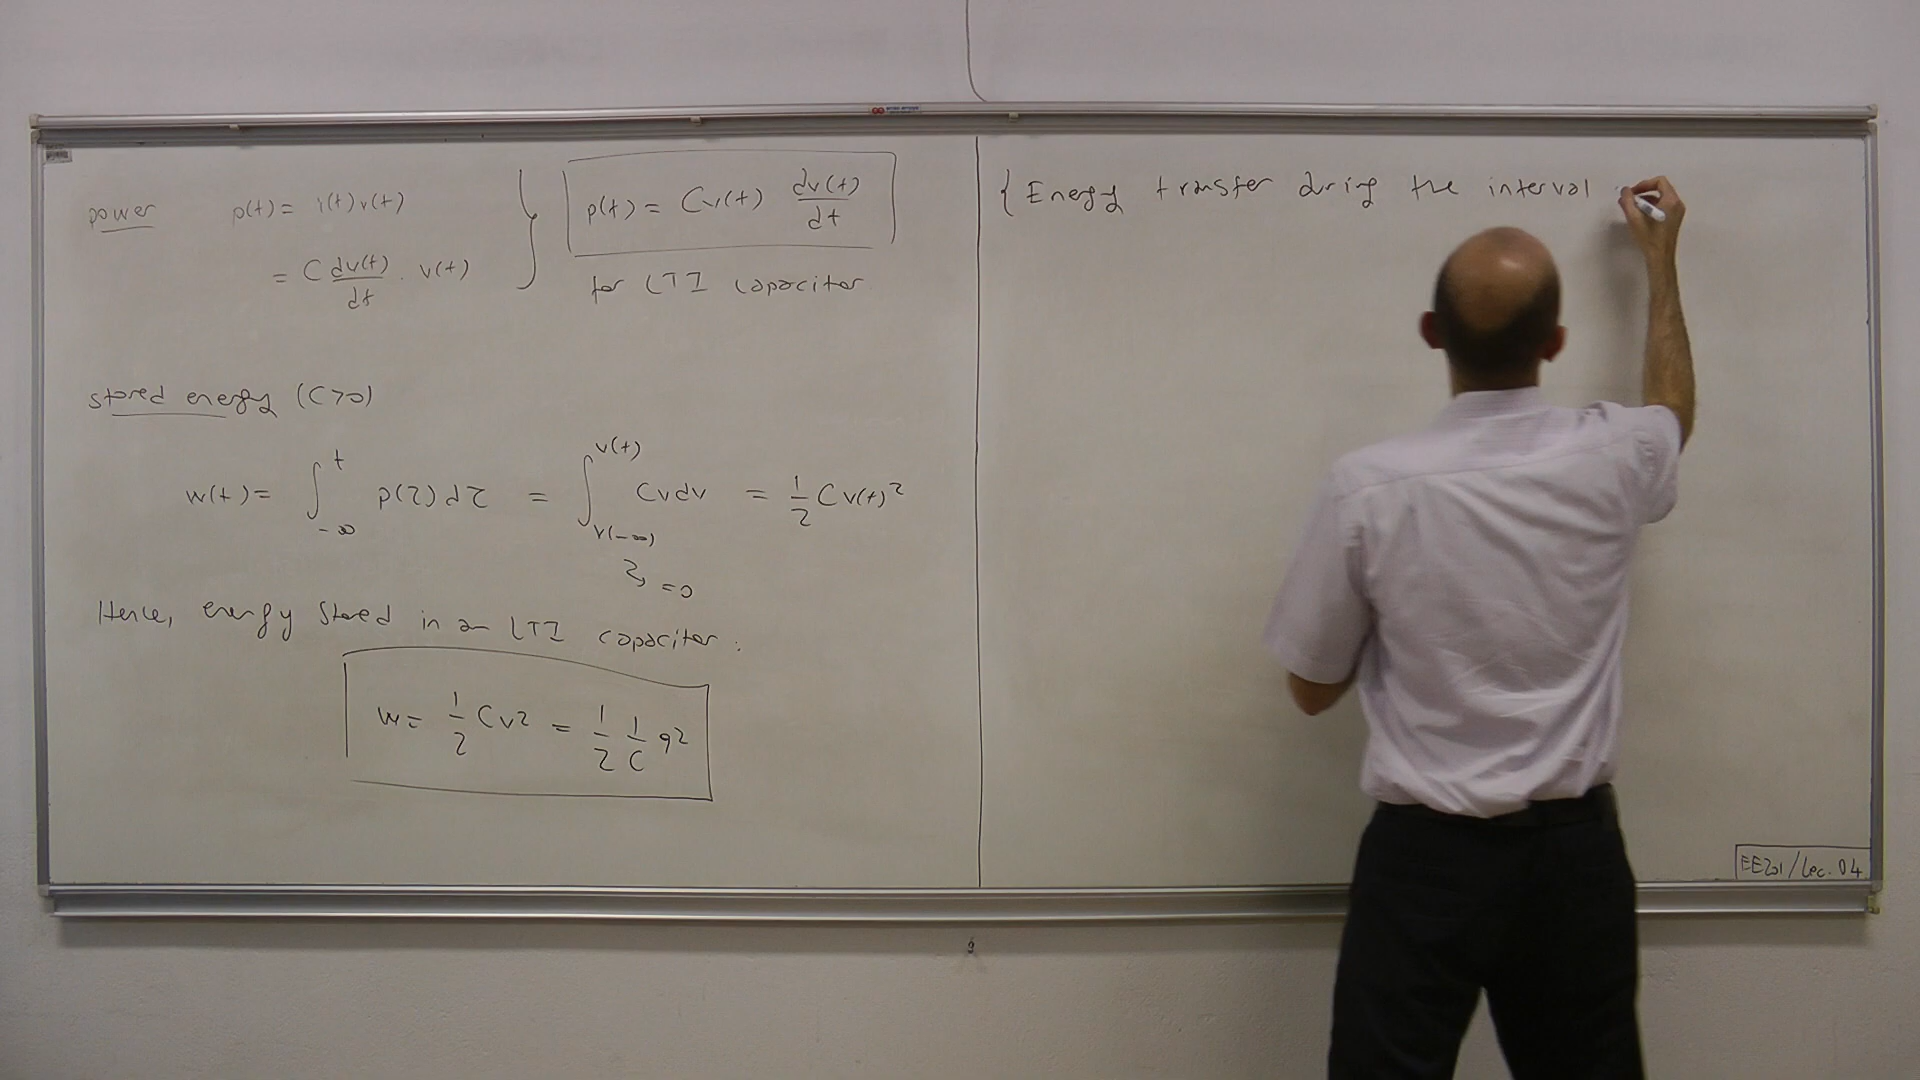 power p(t) = i(t)v(t)
= C dv(t)/dt . v(t)
} p(t) = Cv(t) dv(t)/dt
for LTI capacitor
stored energy (C>0)
w(t) = ∫_{-∞}^{t} p(τ)dτ = ∫_{v(-∞)}^{v(t)} Cvdv = 1/2 Cv(t)²
=0
Hence, energy stored in an LTI capacitor:
w = 1/2 Cv² = 1/2 1/C q²
{Energy transfer during the interval
EE201/Lec. 04